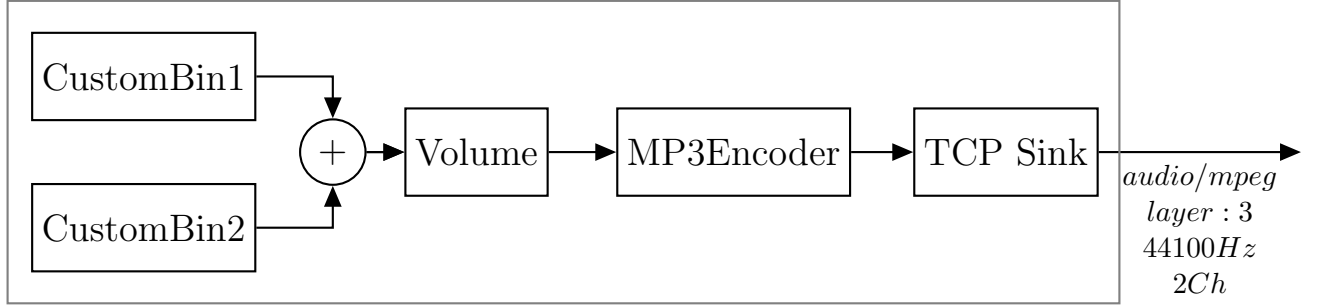 CustomBin1
CustomBin2
+
Volume
MP3Encoder
TCP Sink
audio/mpeg
layer : 3
44100Hz
2Ch